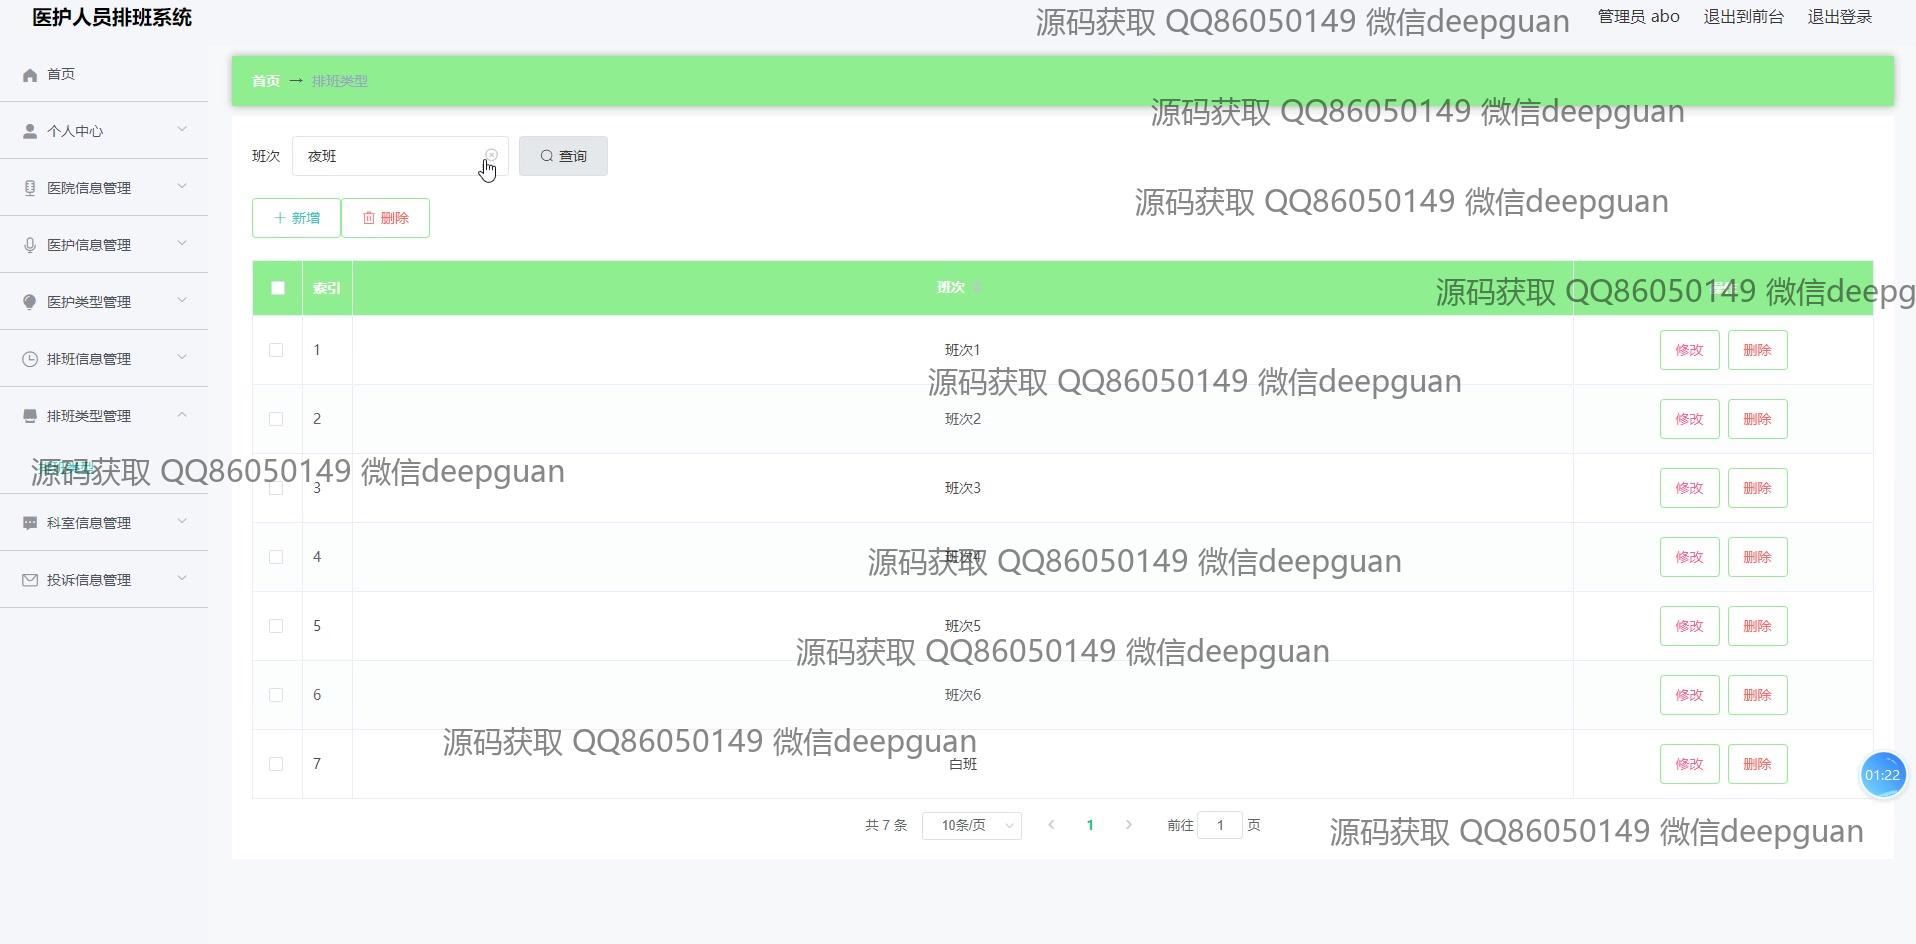 医护人员排班系统
源码获取 QQ86050149 微信deepguan
管理员 abo 退出到前台 退出登录
首页
个人中心
医院信息管理
医护信息管理
医护类型管理
排班信息管理
排班类型管理
科室信息管理
投诉信息管理
首页 → 排班类型
源码获取 QQ86050149 微信deepguan
班次 夜班 查询
源码获取 QQ86050149 微信deepguan
新增 删除
索引 班次
源码获取 QQ86050149 微信deepg
1 班次1 修改 删除
源码获取 QQ86050149 微信deepguan
2 班次2 修改 删除
源码获取 QQ86050149 微信deepguan
3 班次3 修改 删除
4 修改 删除
源码获取 QQ86050149 微信deepguan
5 班次5 修改 删除
源码获取 QQ86050149 微信deepguan
6 班次6 修改 删除
源码获取 QQ86050149 微信deepguan
7 白班 修改 删除
01:22
共 7 条 10条/页 1 前往 1 页
源码获取 QQ86050149 微信deepguan